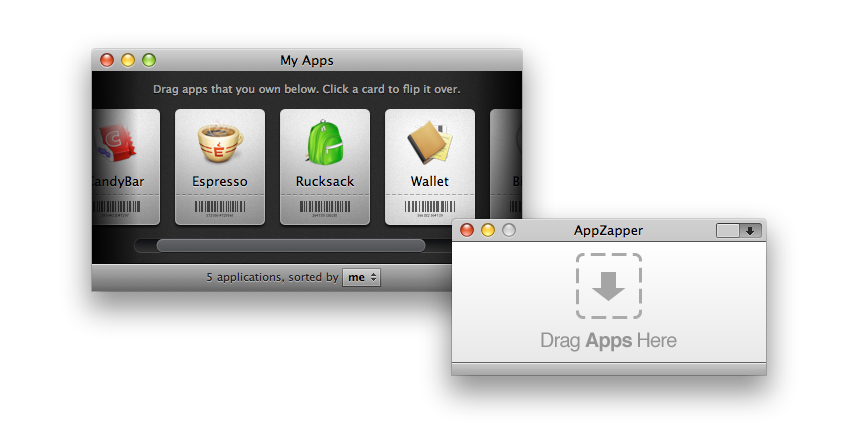 My Apps
Drag apps that you own below. Click a card to flip it over.
CandyBar
Espresso
Rucksack
Wallet
5 applications, sorted by me
AppZapper
Drag Apps Here